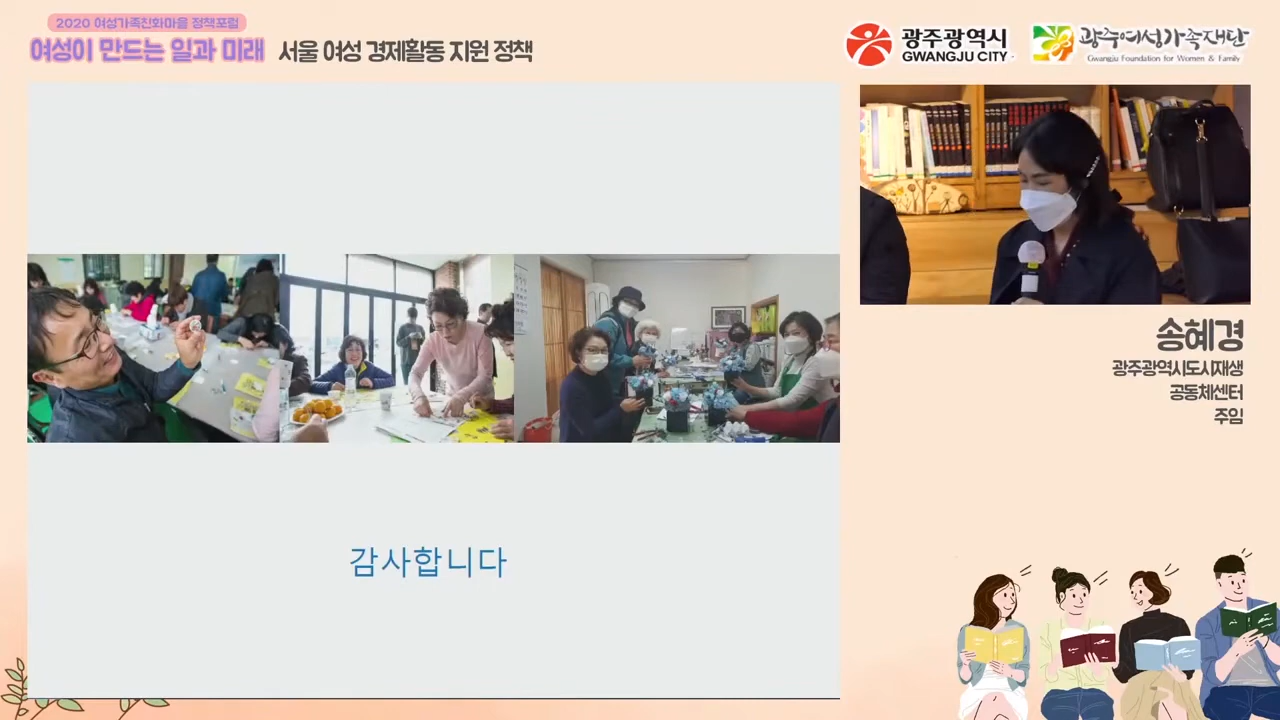 2020 여성가족친화마을 정책포럼
여성이 만드는 일과 미래 서울 여성 경제활동 지원 정책
광주광역시
GWANGJU CITY
광주여성가족재단
Gwangju Foundation for Women & Family
송혜경
광주광역시도시재생
공동체센터
주임
감사합니다